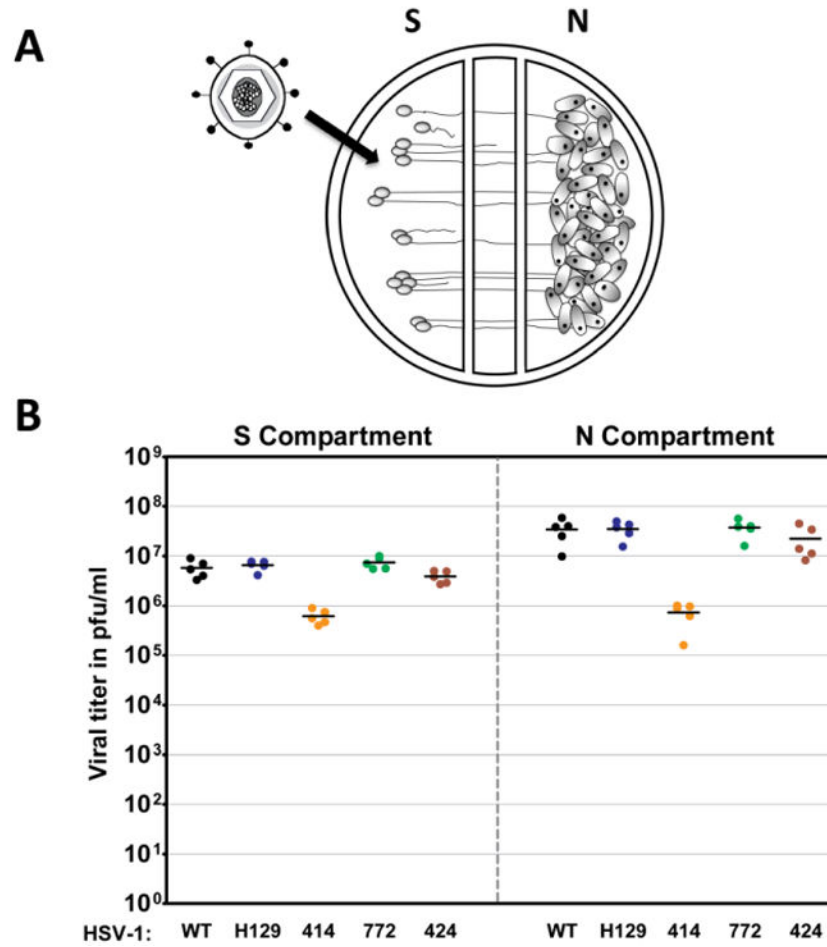 A
S N
B
S Compartment N Compartment
Viral titer in pfu/ml
10⁹
10⁸
10⁷
10⁶
10⁵
10⁴
10³
10²
10¹
10⁰
HSV-1: WT H129 414 772 424 WT H129 414 772 424